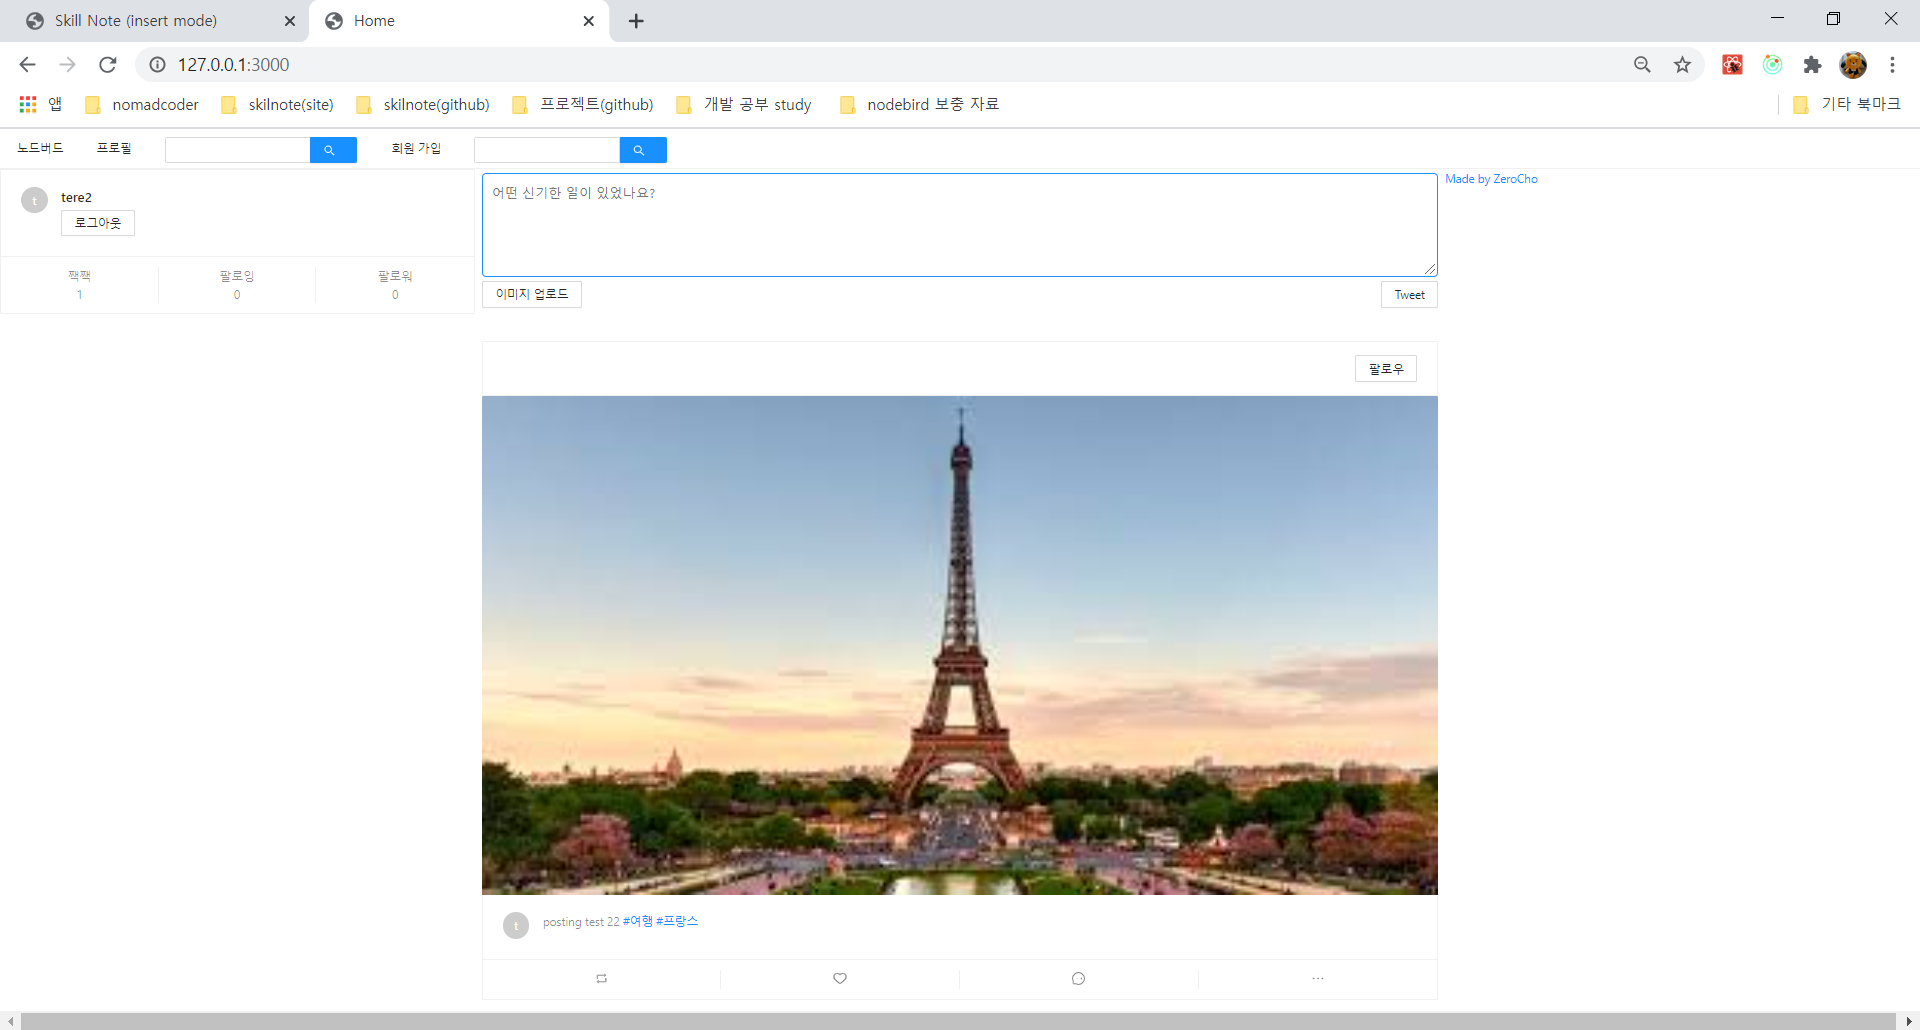 Skill Note (insert mode)
Home
127.0.0.1:3000
앱 nomadcoder skilnote(site) skilnote(github) 프로젝트(github) 개발 공부 study nodebird 보충 자료 기타 북마크
노드버드 프로필 회원 가입
t tere2
로그아웃
짹짹 팔로잉 팔로워
1 0 0
어떤 신기한 일이 있었나요?
이미지 업로드 Tweet
Made by ZeroCho
팔로우
t posting test 22 #여행 #프랑스